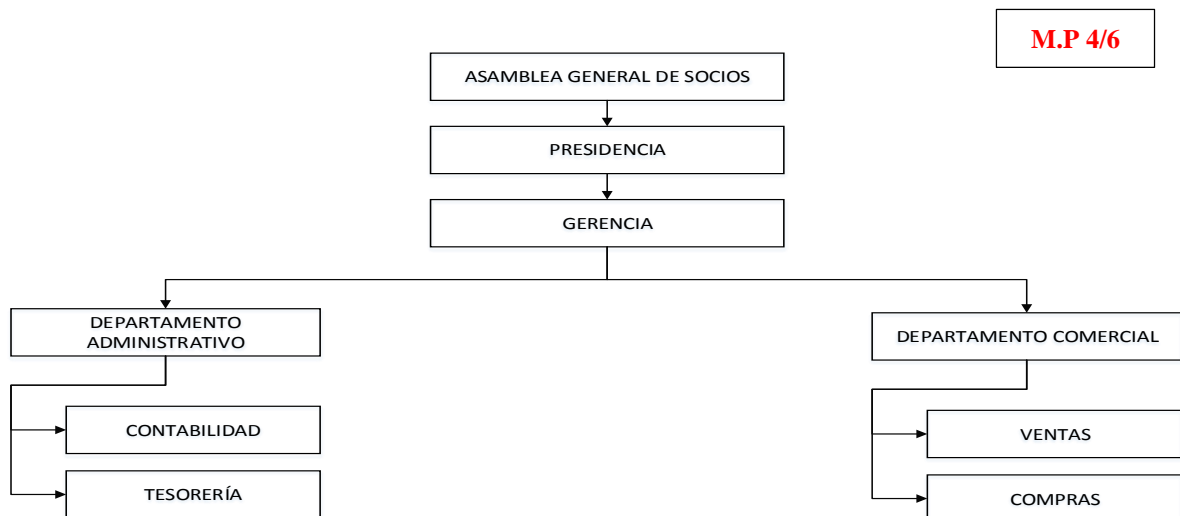 M.P 4/6
ASAMBLEA GENERAL DE SOCIOS
PRESIDENCIA
GERENCIA
DEPARTAMENTO
ADMINISTRATIVO
DEPARTAMENTO COMERCIAL
CONTABILIDAD
VENTAS
TESORERÍA
COMPRAS